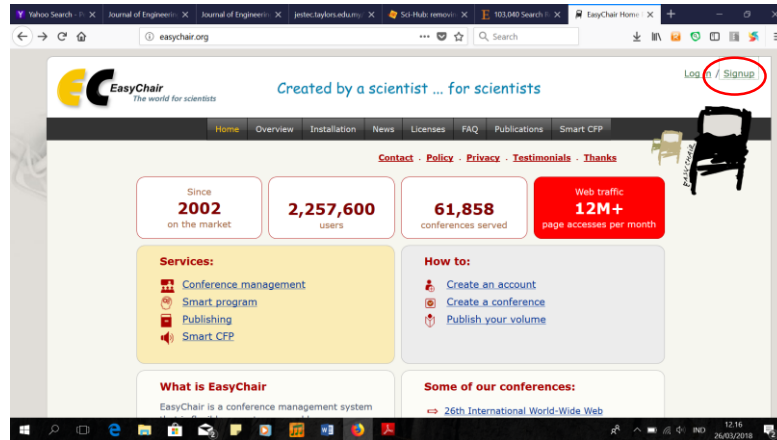 Yahoo Search - 
Journal of Engineerin
Journal of Engineerin
jestec.taylors.edu.my
Sci-Hub: removin
103,040 Search R
EasyChair Home
easychair.org
Search
Log in / Signup
EC EasyChair
The world for scientists
Created by a scientist ... for scientists
Home Overview Installation News Licenses FAQ Publications Smart CFP
Contact . Policy . Privacy . Testimonials . Thanks
EASYCHAIR
Since
2002
on the market
2,257,600
users
61,858
conferences served
Web traffic
12M+
page accesses per month
Services:
Conference management
Smart program
Publishing
Smart CFP
How to:
Create an account
Create a conference
Publish your volume
What is EasyChair
EasyChair is a conference management system
Some of our conferences:
26th International World-Wide Web
IND
12.16
26/03/2018